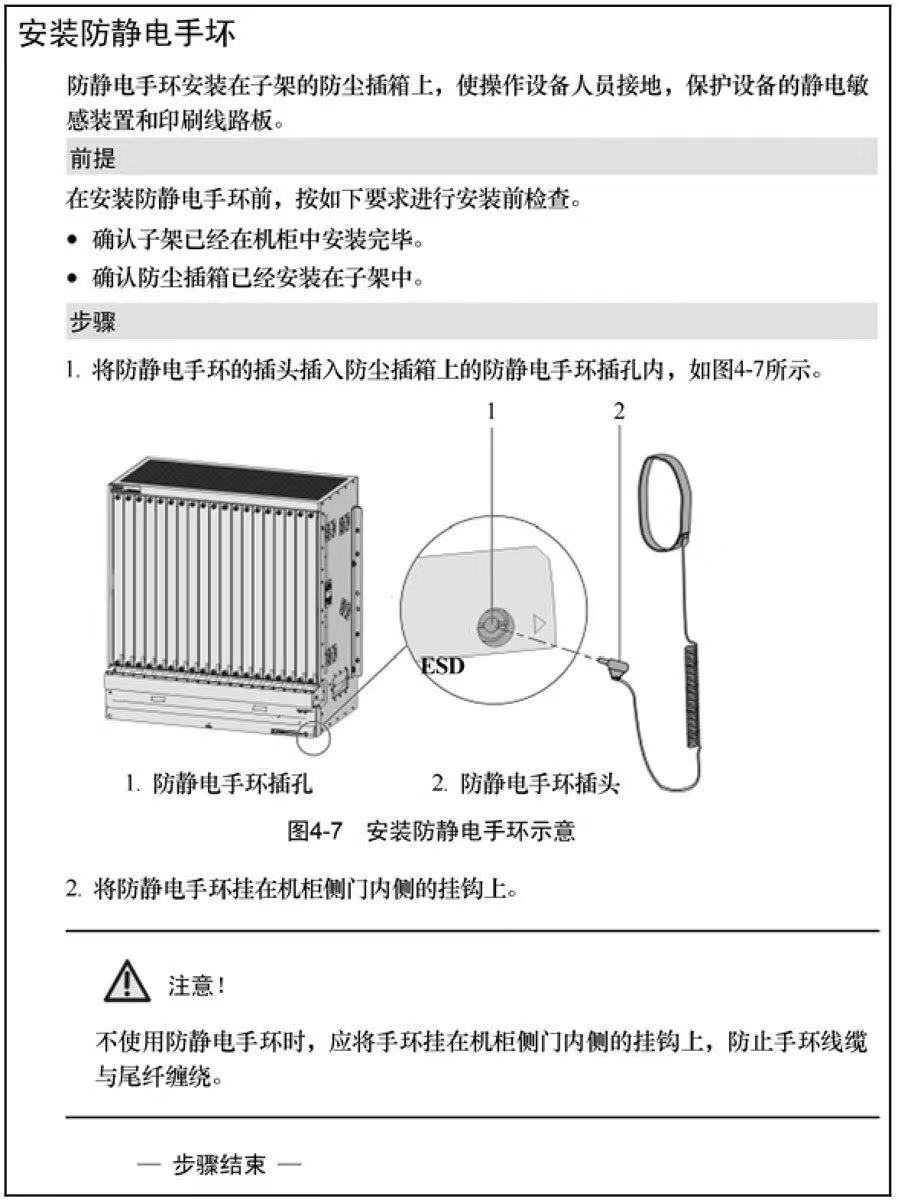 安装防静电手环
防静电手环安装在子架的防尘插箱上，使操作设备人员接地，保护设备的静电敏
感装置和印刷线路板。
前提
在安装防静电手环前，按如下要求进行安装前检查。
• 确认子架已经在机柜中安装完毕。
• 确认防尘插箱已经安装在子架中。
步骤
1. 将防静电手环的插头插入防尘插箱上的防静电手环插孔内，如图4-7所示。
1 2
ESD
1. 防静电手环插孔 2. 防静电手环插头
图4-7 安装防静电手环示意
2. 将防静电手环挂在机柜侧门内侧的挂钩上。
注意！
不使用防静电手环时，应将手环挂在机柜侧门内侧的挂钩上，防止手环线缆
与尾纤缠绕。
— 步骤结束 —